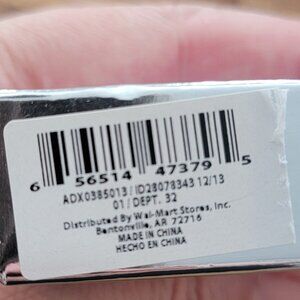 6 56514 47379 5
ADX0385013 / ID28078343 12/13
01 / DEPT. 32
Distributed By Wal-Mart Stores, Inc.
Bentonville, AR 72716
MADE IN CHINA
HECHO EN CHINA